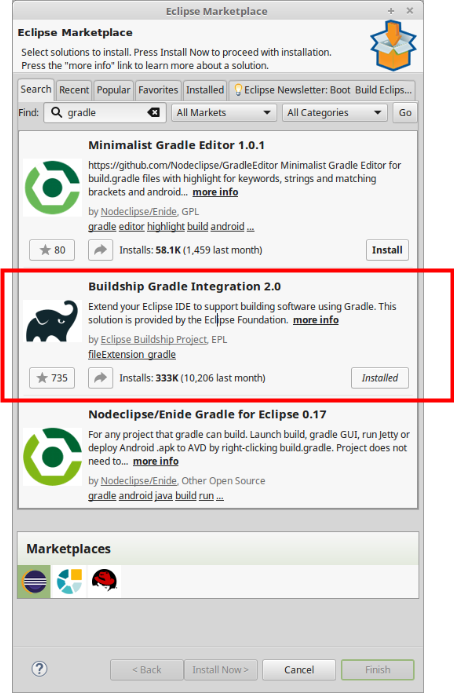 Eclipse Marketplace
Eclipse Marketplace
Select solutions to install. Press Install Now to proceed with installation.
Press the "more info" link to learn more about a solution.
Search Recent Popular Favorites Installed Eclipse Newsletter: Boot Build Eclips...
Find: gradle All Markets All Categories Go
Minimalist Gradle Editor 1.0.1
https://github.com/Nodeclipse/GradleEditor Minimalist Gradle Editor for
build.gradle files with highlight for keywords, strings and matching
brackets and android... more info
by Nodeclipse/Enide, GPL
gradle editor highlight build android ...
80 Installs: 58.1K (1,459 last month) Install
Buildship Gradle Integration 2.0
Extend your Eclipse IDE to support building software using Gradle. This
solution is provided by the Eclipse Foundation. more info
by Eclipse Buildship Project, EPL
fileExtension_gradle
735 Installs: 333K (10,206 last month) Installed
Nodeclipse/Enide Gradle for Eclipse 0.17
For any project that gradle can build. Launch build, gradle GUI, run Jetty or
deploy Android .apk to AVD by right-clicking build.gradle. Project does not
need to... more info
by Nodeclipse/Enide, Other Open Source
gradle android java build run ...
Marketplaces
? < Back Install Now > Cancel Finish